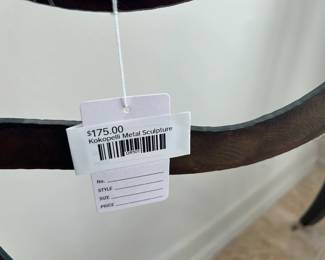 $175.00
Kokopelli Metal Sculpture
No.
STYLE
SIZE
PRICE